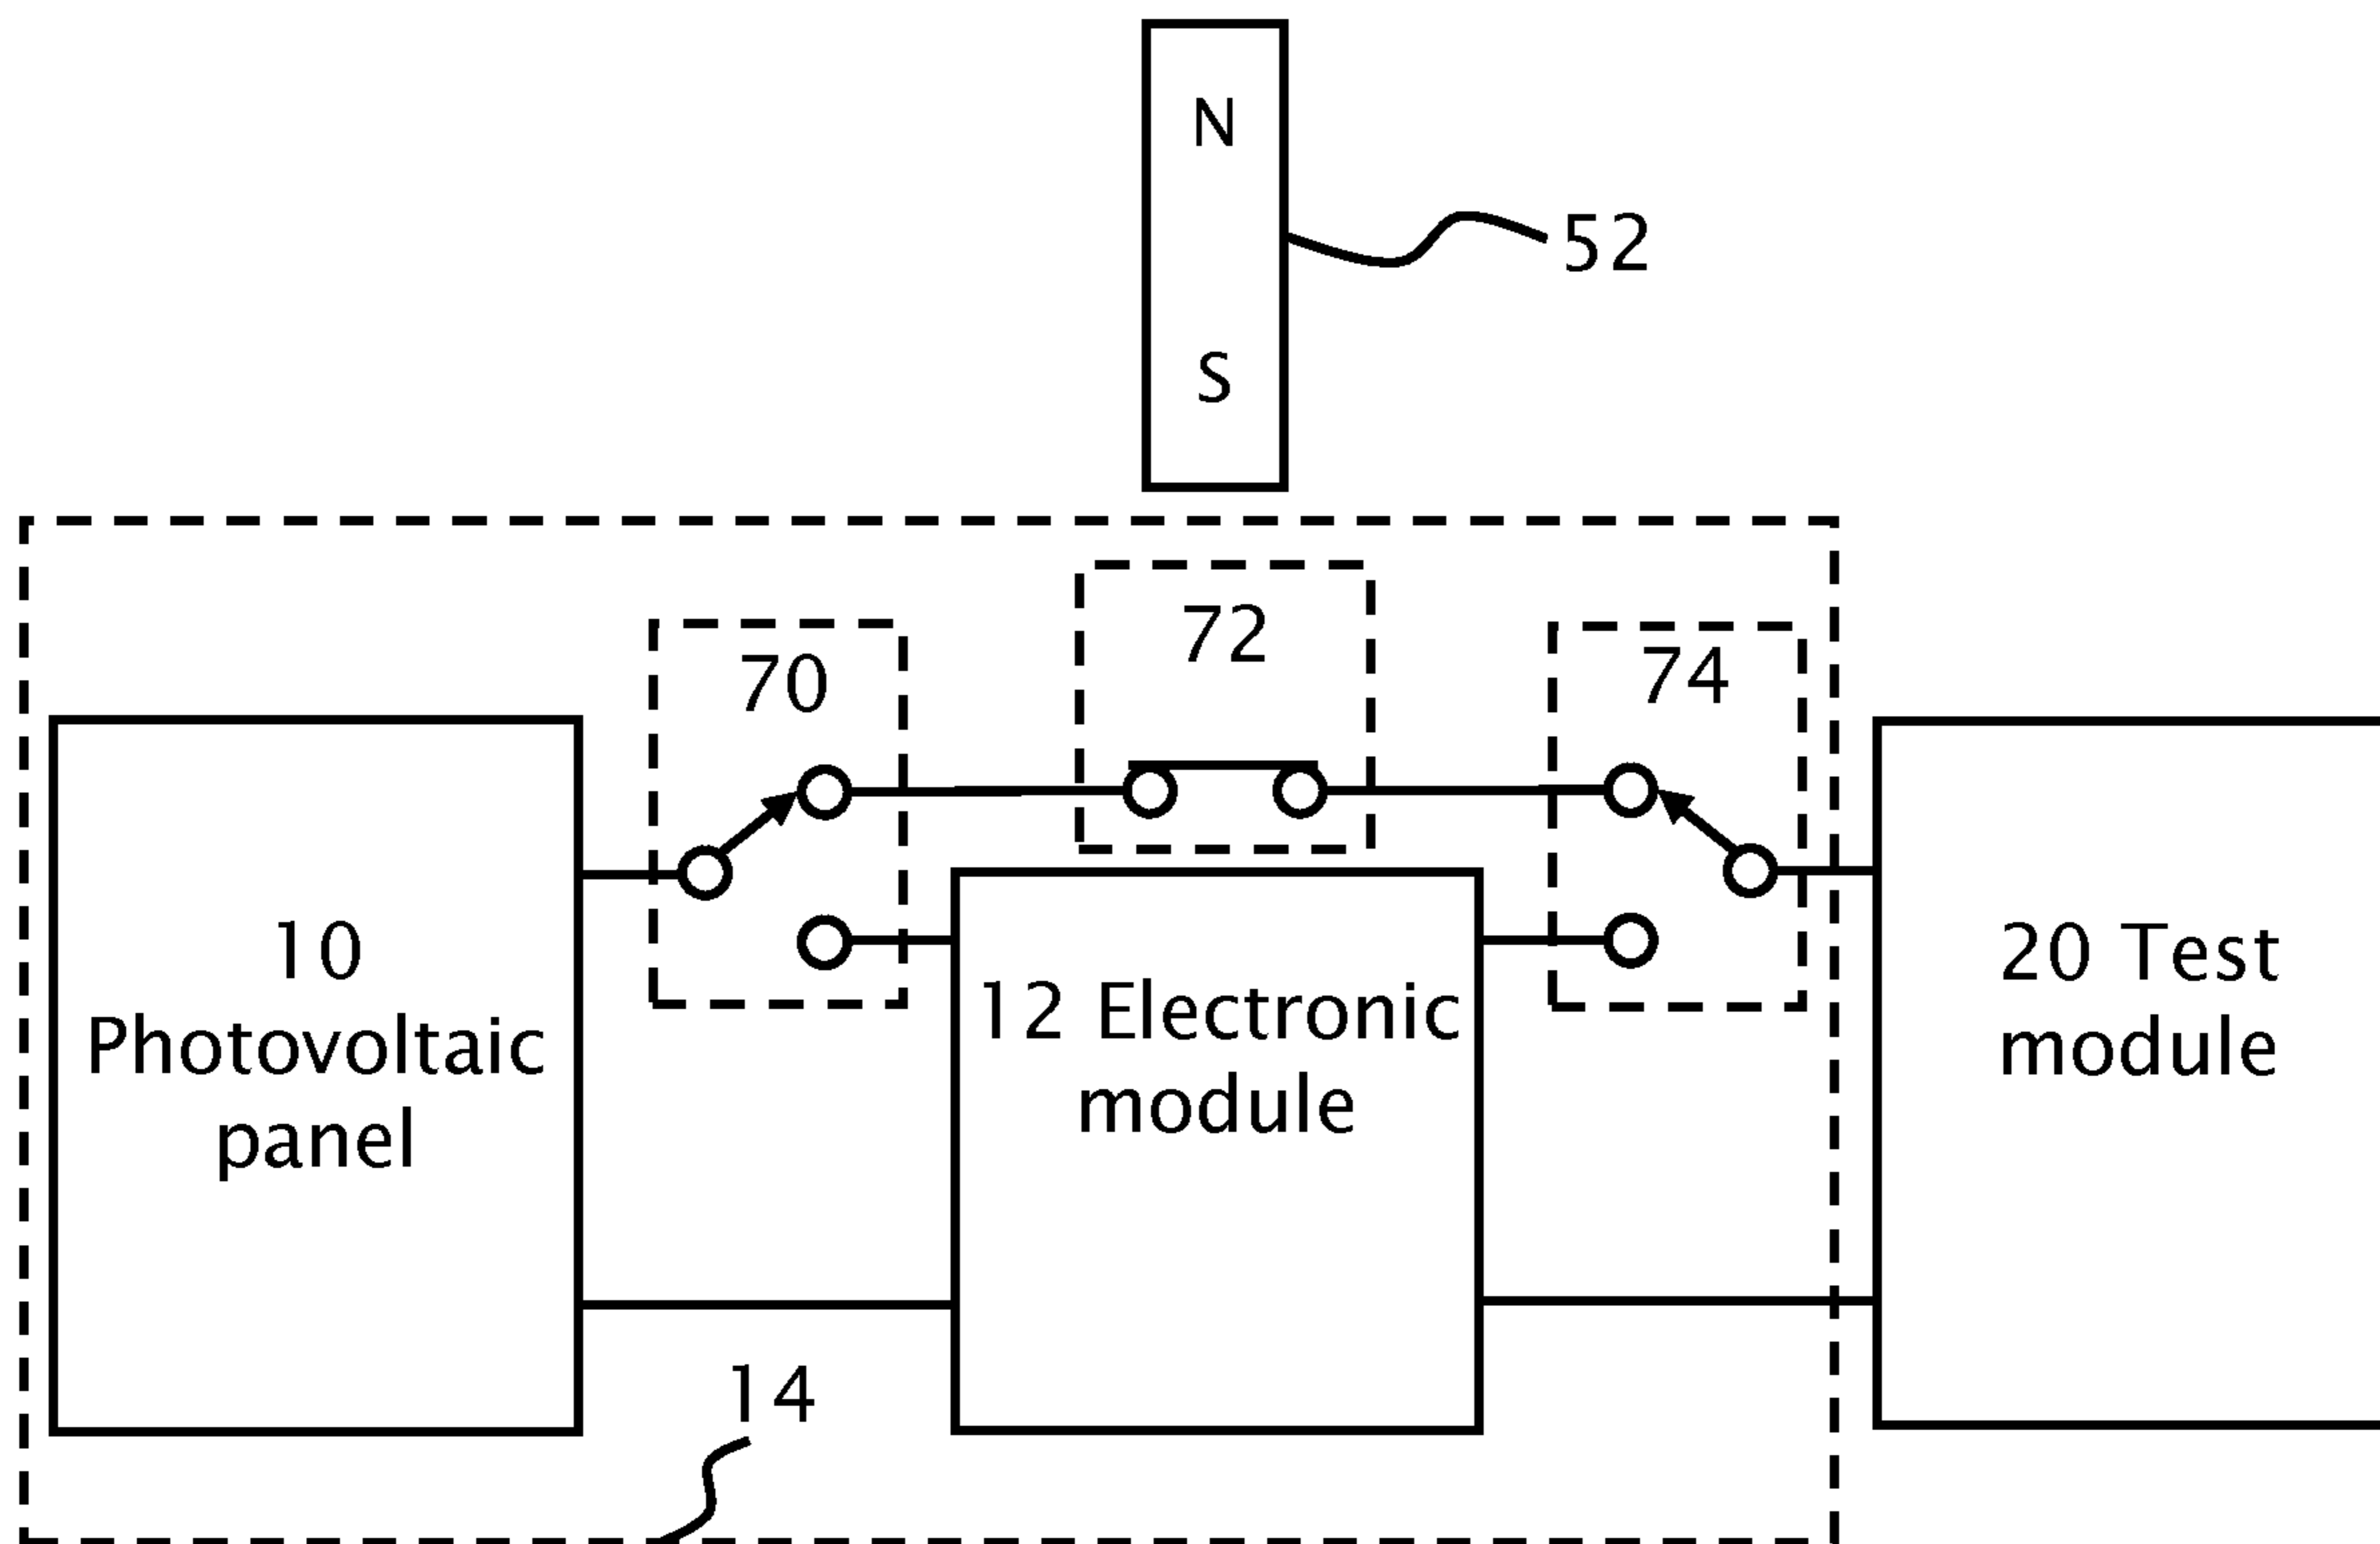 N
52
S
72
70
74
10
Photovoltaic
panel
12 Electronic
module
20 Test
module
14